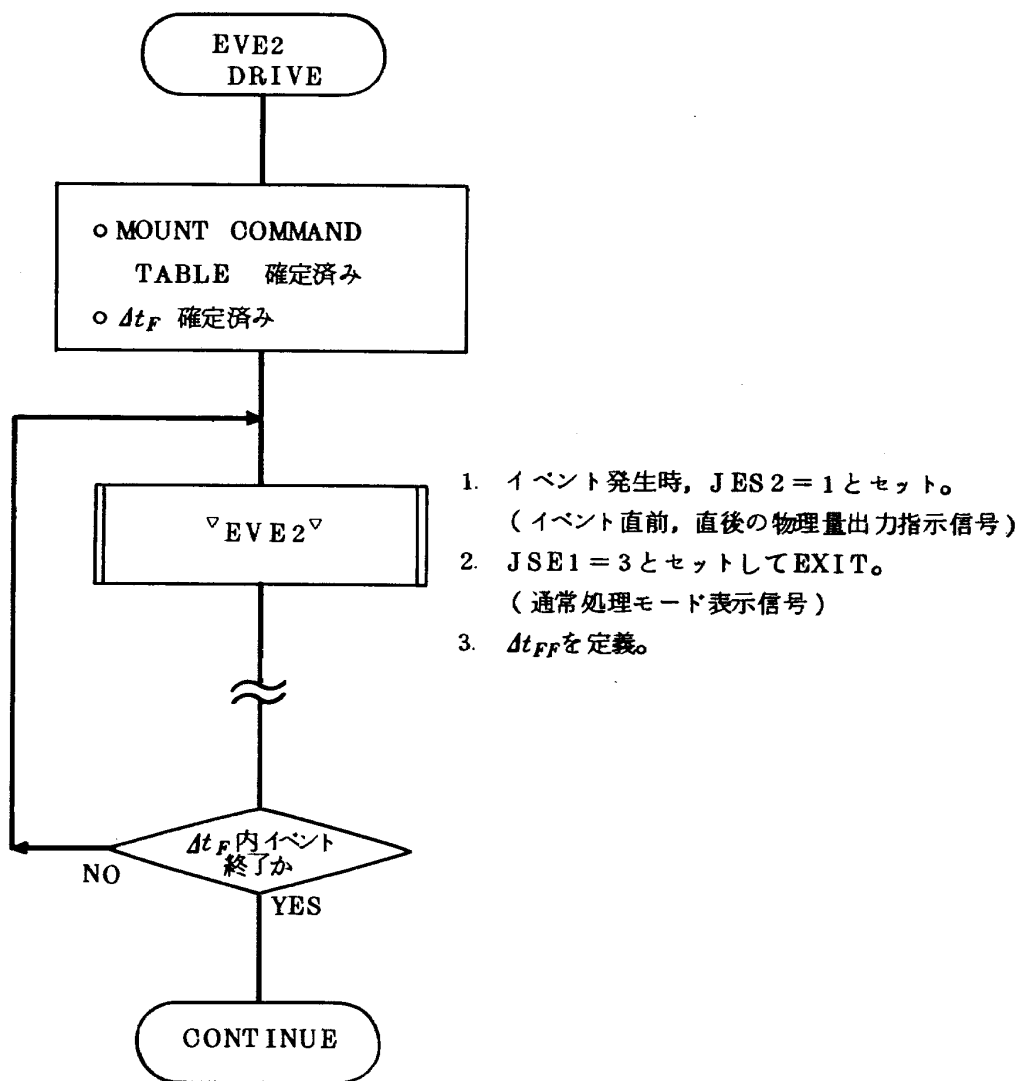 EVE2
DRIVE
○ MOUNT COMMAND
TABLE 確定済み
○ Δt_F 確定済み
▽EVE2▽
1. イベント発生時,JES2=1とセット。
(イベント直前,直後の物理量出力指示信号)
2. JSE1=3とセットしてEXIT。
(通常処理モード表示信号)
3. Δt_FFを定義。
Δt_F内イベント
終了か
NO
YES
CONTINUE